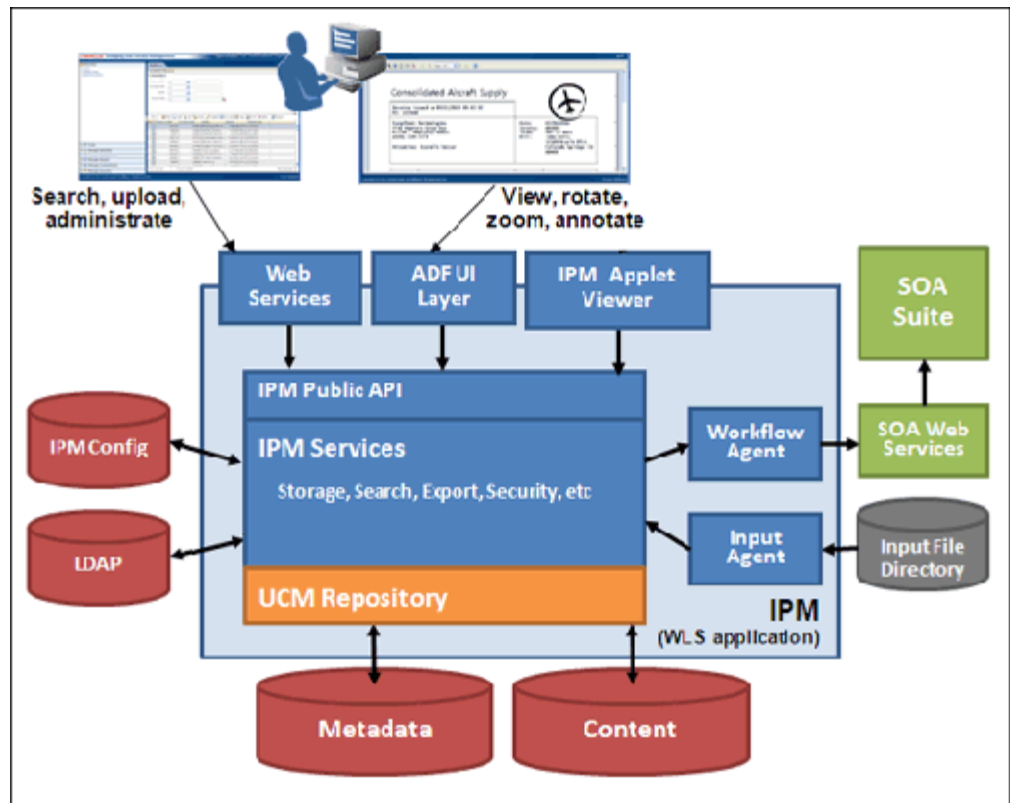 Consolidated Aircraft Supply
Search, upload,
administrate
View, rotate,
zoom, annotate
Web
Services
ADF UI
Layer
IPM Applet
Viewer
SOA
Suite
IPM Public API
IPM Config
IPM Services
Storage, Search, Export, Security, etc
Workflow
Agent
SOA Web
Services
LDAP
Input
Agent
Input File
Directory
UCM Repository
IPM
(WLS application)
Metadata
Content